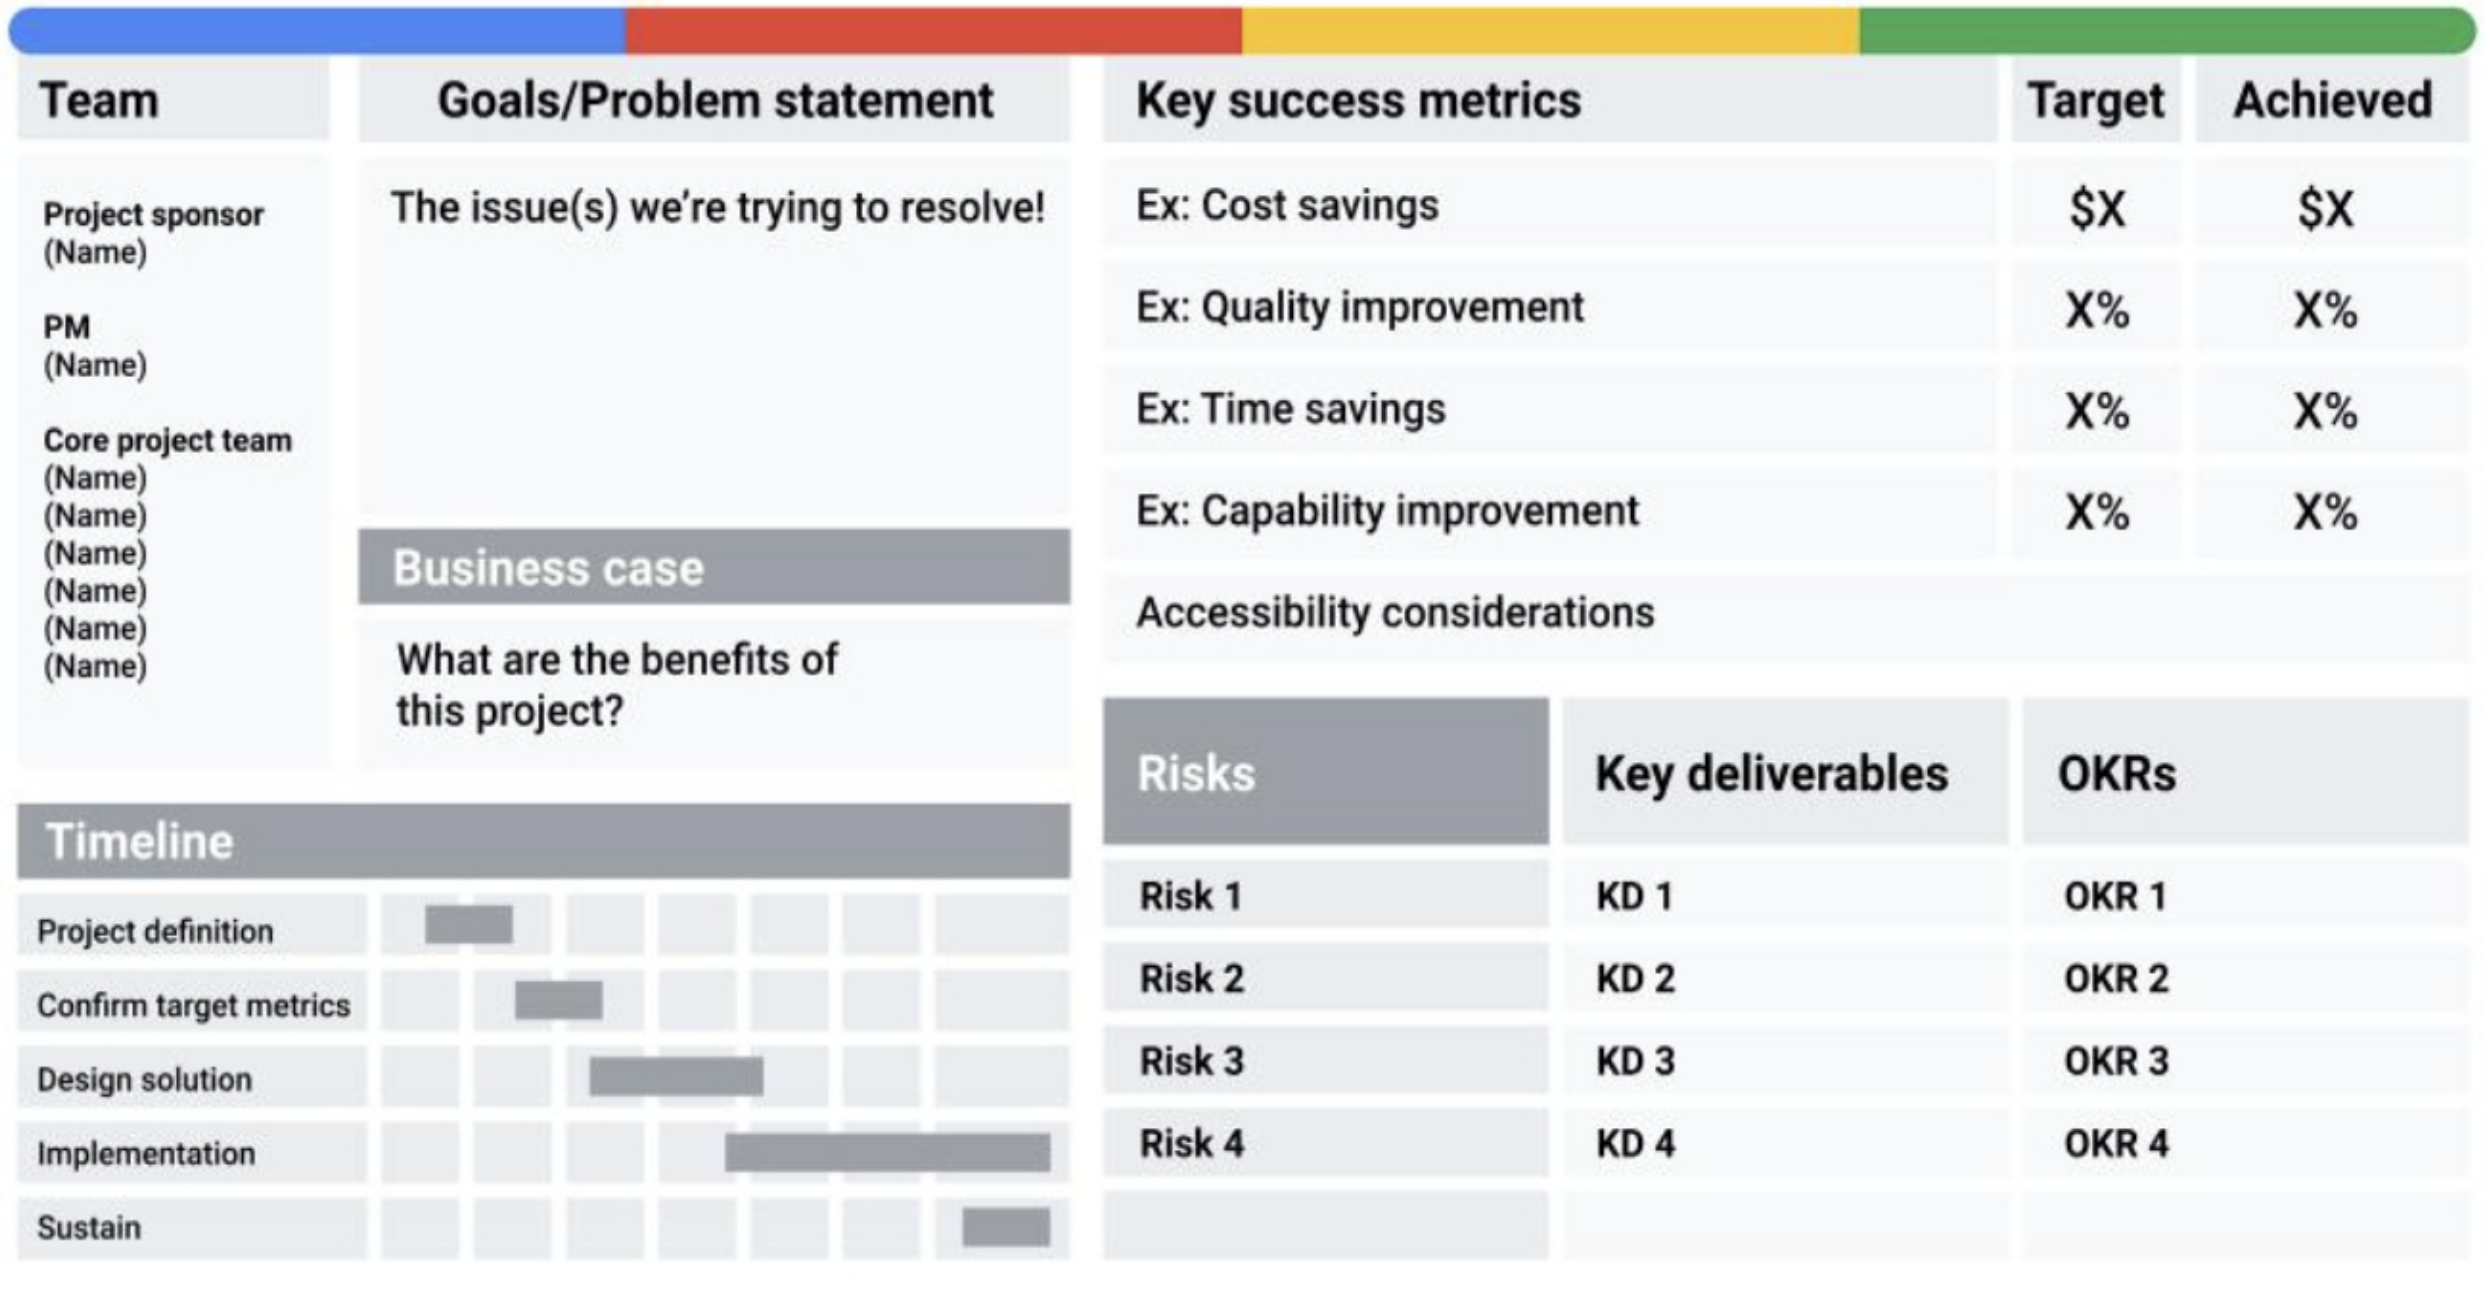 Team
Project sponsor
(Name)
PM
(Name)
Core project team
(Name)
(Name)
(Name)
(Name)
(Name)
(Name)
Goals/Problem statement
The issue(s) we’re trying to resolve!
Business case
What are the benefits of
this project?
Timeline
Project definition
Confirm target metrics
Design solution
Implementation
Sustain
Key success metrics Target Achieved
Ex: Cost savings $X $X
Ex: Quality improvement X% X%
Ex: Time savings X% X%
Ex: Capability improvement X% X%
Accessibility considerations
Risks Key deliverables OKRs
Risk 1 KD 1 OKR 1
Risk 2 KD 2 OKR 2
Risk 3 KD 3 OKR 3
Risk 4 KD 4 OKR 4